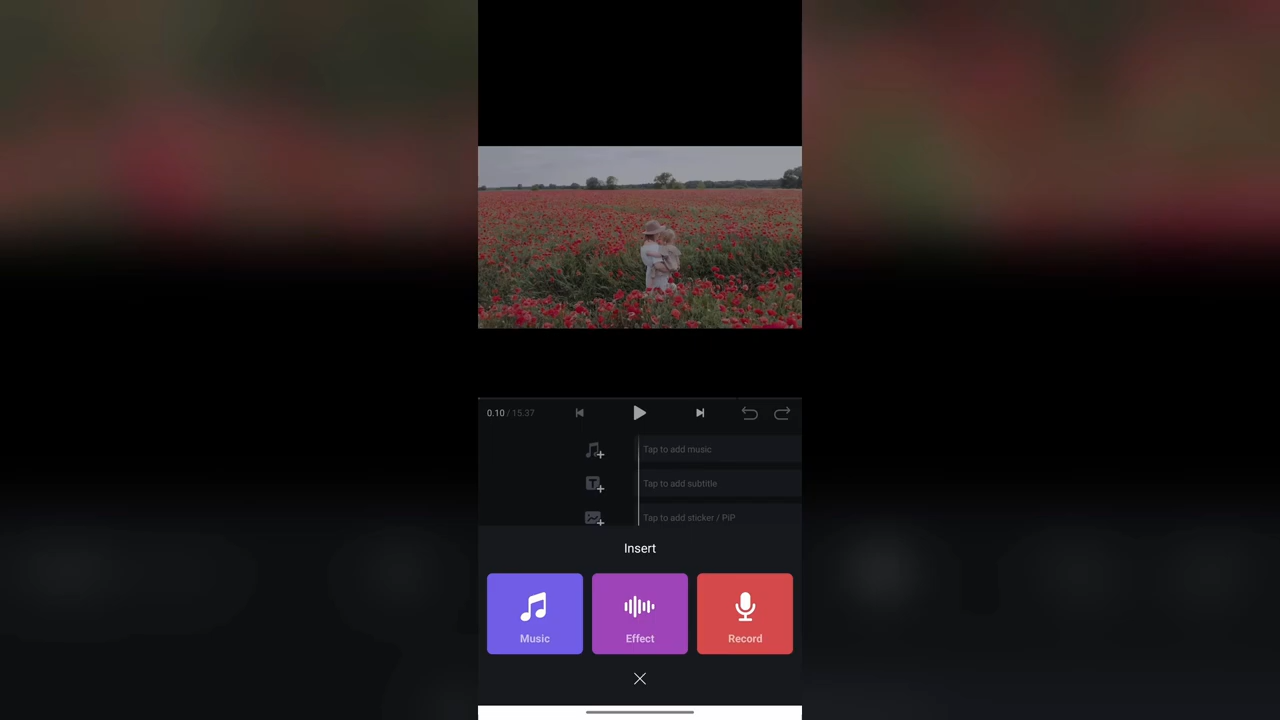 0.10 / 15.37
Tap to add music
Tap to add subtitle
Tap to add sticker / PiP
Insert
Music
Effect
Record